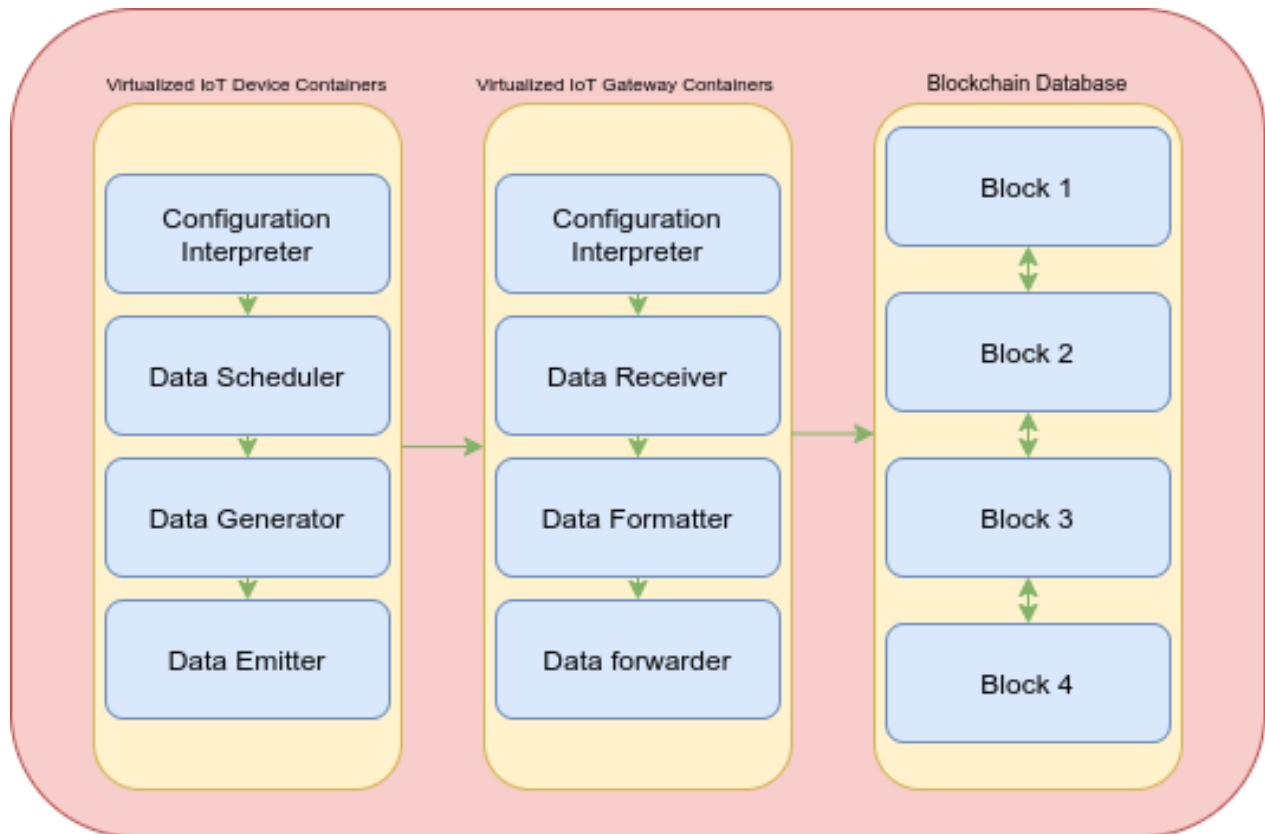 Virtualized IoT Device Containers
Configuration
Interpreter
Data Scheduler
Data Generator
Data Emitter
Virtualized IoT Gateway Containers
Configuration
Interpreter
Data Receiver
Data Formatter
Data forwarder
Blockchain Database
Block 1
Block 2
Block 3
Block 4